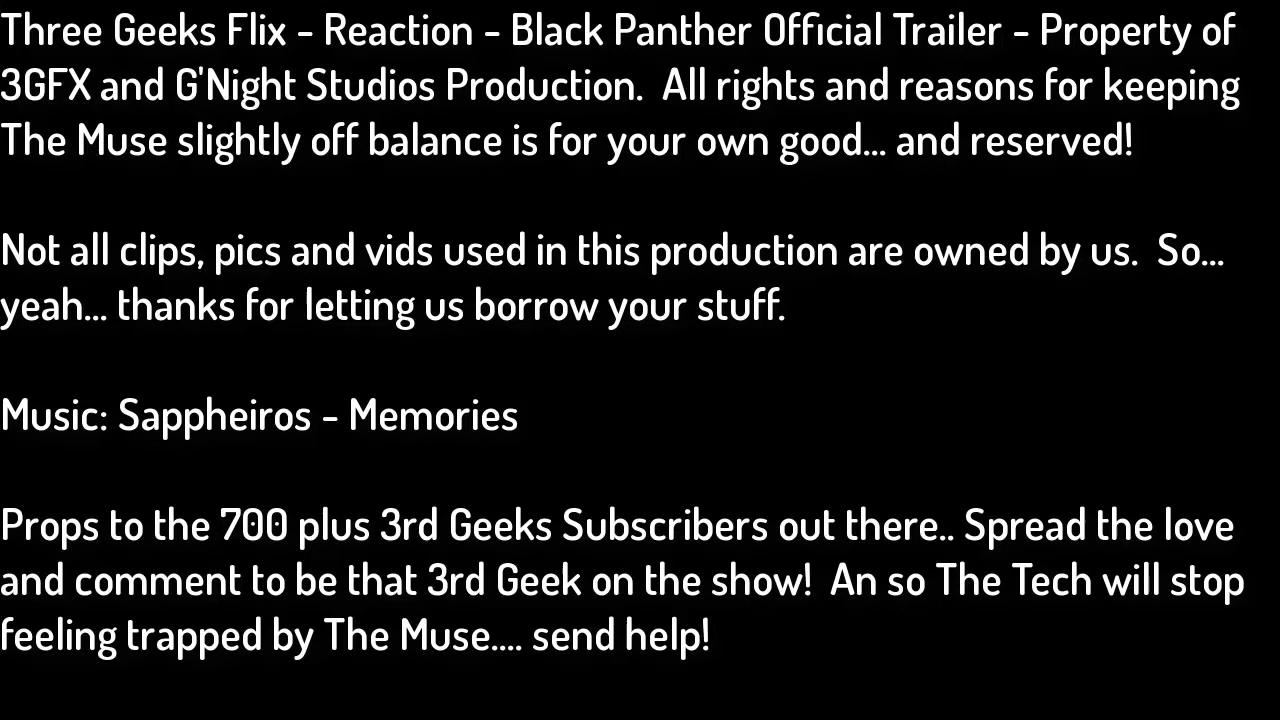 Three Geeks Flix - Reaction - Black Panther Official Trailer - Property of
3GFX and G'Night Studios Production.  All rights and reasons for keeping
The Muse slightly off balance is for your own good... and reserved!
Not all clips, pics and vids used in this production are owned by us.  So...
yeah... thanks for letting us borrow your stuff.
Music: Sappheiros - Memories
Props to the 700 plus 3rd Geeks Subscribers out there.. Spread the love
and comment to be that 3rd Geek on the show!  An so The Tech will stop
feeling trapped by The Muse.... send help!